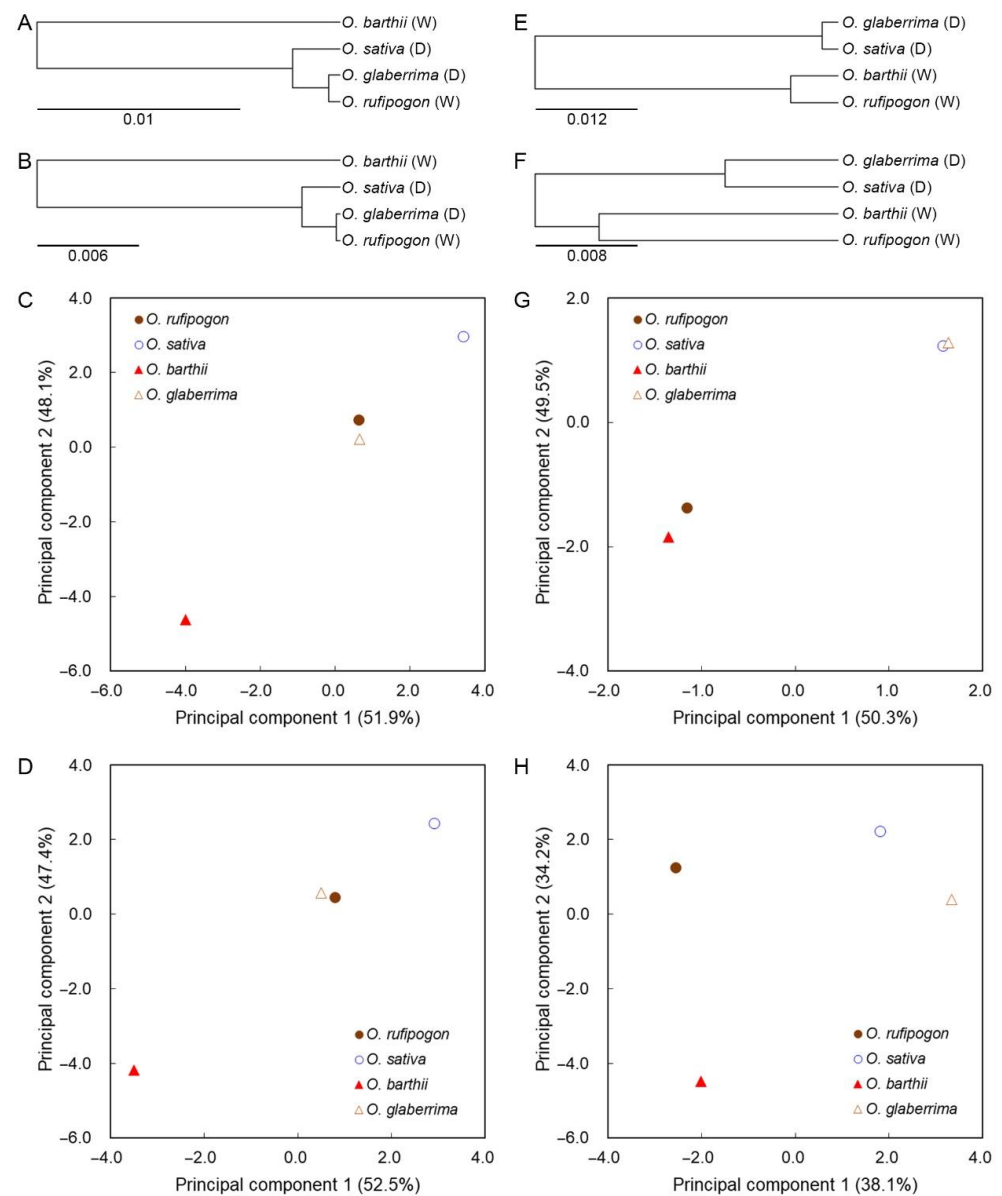 A
O. barthii (W)
O. sativa (D)
O. glaberrima (D)
O. rufipogon (W)
0.01
B
O. barthii (W)
O. sativa (D)
O. glaberrima (D)
O. rufipogon (W)
0.006
E
O. glaberrima (D)
O. sativa (D)
O. barthii (W)
O. rufipogon (W)
0.012
F
O. glaberrima (D)
O. sativa (D)
O. barthii (W)
O. rufipogon (W)
0.008
C
Principal component 2 (48.1%)
4.0
2.0
0.0
−2.0
−4.0
−6.0
O. rufipogon
O. sativa
O. barthii
O. glaberrima
−6.0 −4.0 −2.0 0.0 2.0 4.0
Principal component 1 (51.9%)
G
Principal component 2 (49.5%)
2.0
0.0
−2.0
−4.0
O. rufipogon
O. sativa
O. barthii
O. glaberrima
−2.0 −1.0 0.0 1.0 2.0
Principal component 1 (50.3%)
D
Principal component 2 (47.4%)
4.0
2.0
0.0
−2.0
−4.0
−6.0
O. rufipogon
O. sativa
O. barthii
O. glaberrima
−4.0 −2.0 0.0 2.0 4.0
Principal component 1 (52.5%)
H
Principal component 2 (34.2%)
4.0
2.0
0.0
−2.0
−4.0
−6.0
O. rufipogon
O. sativa
O. barthii
O. glaberrima
−4.0 −2.0 0.0 2.0 4.0
Principal component 1 (38.1%)